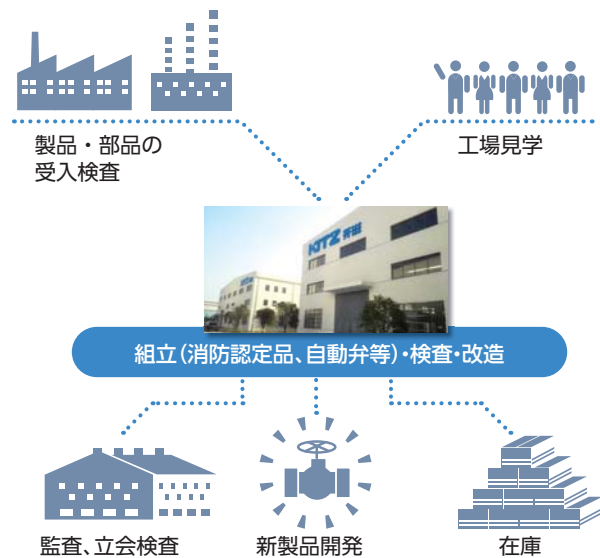 製品・部品の
受入検査
工場見学
KITZ 开滋
組立(消防認定品、自動弁等)・検査・改造
監査、立会検査
新製品開発
在庫